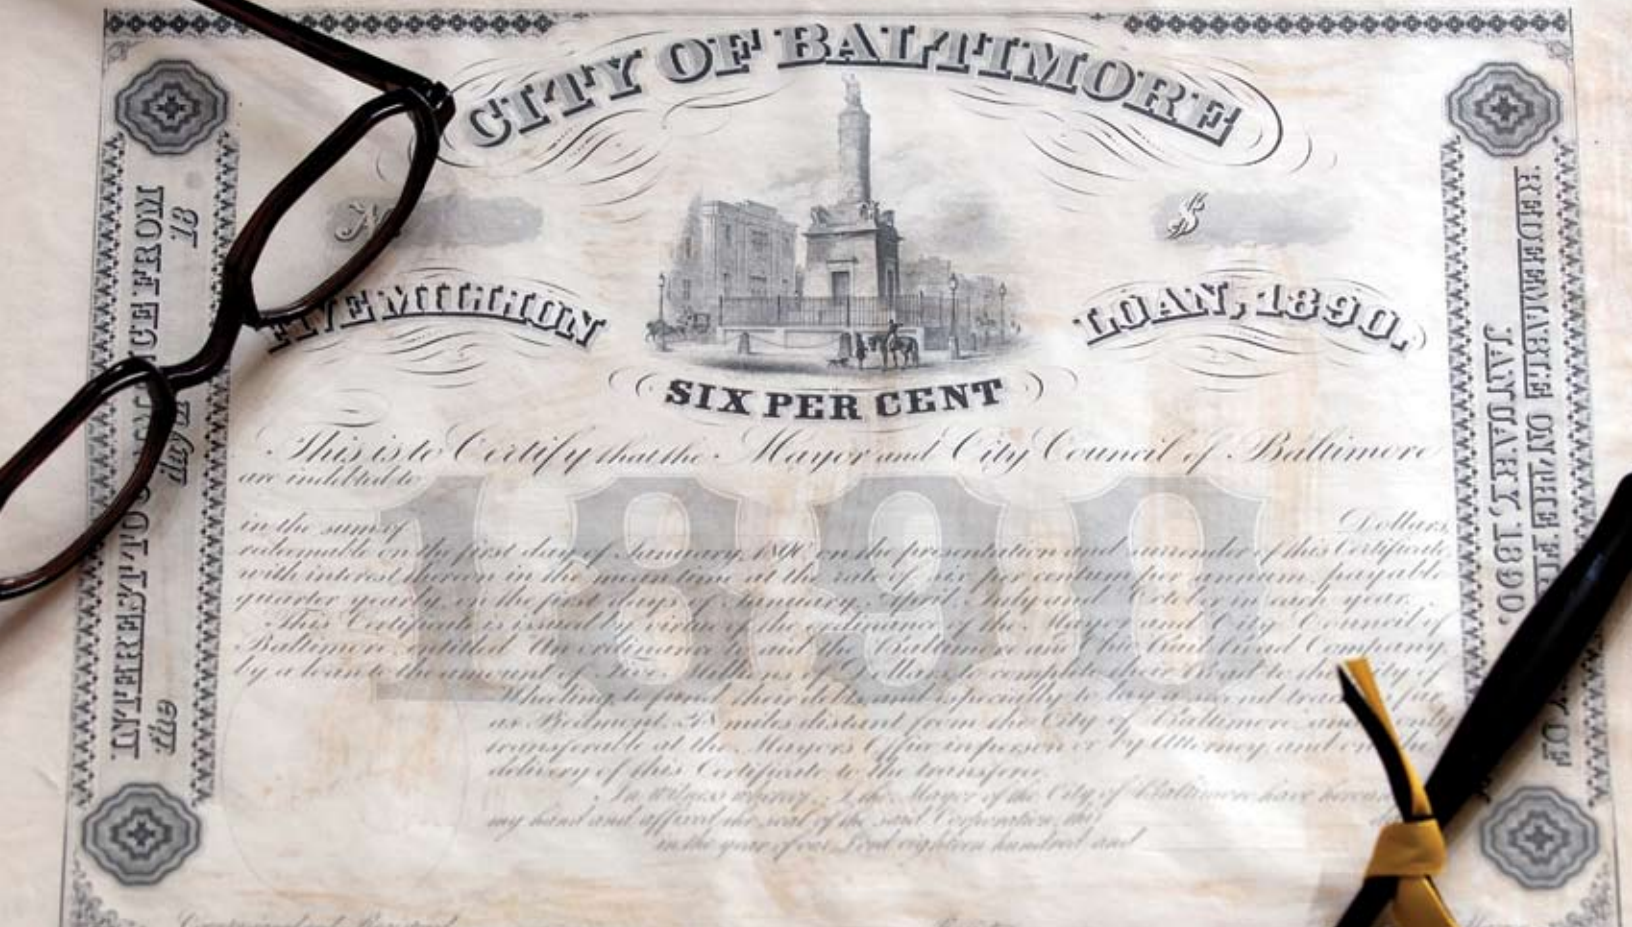 CITY OF BALTIMORE
$
FIVE MILLION
LOAN, 1890.
SIX PER CENT
INTEREST TO COMMENCE FROM
the days 18
REDEEMABLE ON THE FIRST DAY OF
JANUARY, 1890.
1890
This is to Certify that the Mayor and City Council of Baltimore
are indebted to
in the sum of Dollars,
redeemable on the first day of January, 1890, on the presentation and surrender of this Certificate
with interest thereon in the mean time at the rate of six per centum per annum, payable
quarter yearly, on the first days of January, April, July and October in each year.
This Certificate is issued by virtue of the ordinance of the Mayor and City Council of
Baltimore, entitled "An ordinance to aid the Baltimore and Ohio Rail Road Company
by a loan to the amount of Five Millions of Dollars, to complete the road to the City of
Wheeling, to fund their debt and especially to lay a second track so far
as Piedmont, miles distant from the City of Baltimore, and only
transferable at the Mayors Office in person or by Attorney, and on the
delivery of this Certificate to the transferee.
In Witness whereof, I, the Mayor of the City of Baltimore, have hereunto
my hand and affixed the seal of the said Corporation, this
in the year of our Lord eighteen hundred and